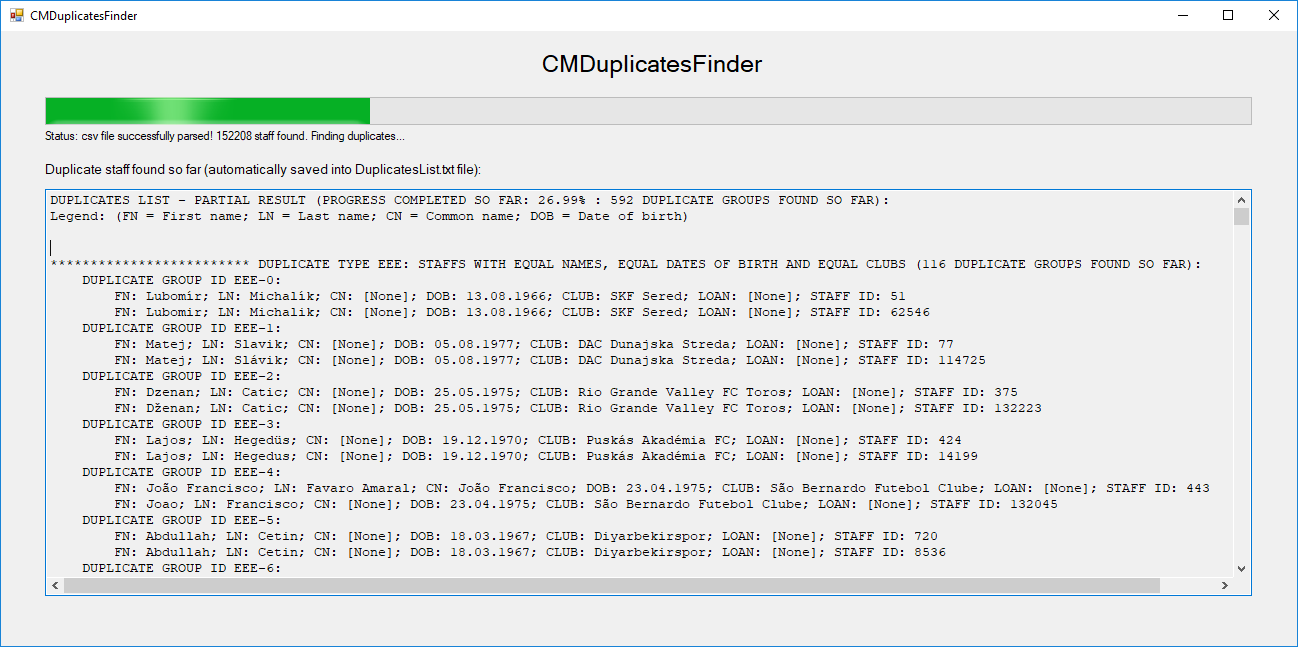 CMDuplicatesFinder
CMDuplicatesFinder
Status: csv file successfully parsed! 152208 staff found. Finding duplicates...
Duplicate staff found so far (automatically saved into DuplicatesList.txt file):
DUPLICATES LIST - PARTIAL RESULT (PROGRESS COMPLETED SO FAR: 26.99% : 592 DUPLICATE GROUPS FOUND SO FAR):
Legend: (FN = First name; LN = Last name; CN = Common name; DOB = Date of birth)
************************* DUPLICATE TYPE EEE: STAFFS WITH EQUAL NAMES, EQUAL DATES OF BIRTH AND EQUAL CLUBS (116 DUPLICATE GROUPS FOUND SO FAR):
DUPLICATE GROUP ID EEE-0:
FN: Lubomír; LN: Michalík; CN: [None]; DOB: 13.08.1966; CLUB: SKF Sered; LOAN: [None]; STAFF ID: 51
FN: Lubomir; LN: Michalik; CN: [None]; DOB: 13.08.1966; CLUB: SKF Sered; LOAN: [None]; STAFF ID: 62546
DUPLICATE GROUP ID EEE-1:
FN: Matej; LN: Slavik; CN: [None]; DOB: 05.08.1977; CLUB: DAC Dunajska Streda; LOAN: [None]; STAFF ID: 77
FN: Matej; LN: Slávik; CN: [None]; DOB: 05.08.1977; CLUB: DAC Dunajska Streda; LOAN: [None]; STAFF ID: 114725
DUPLICATE GROUP ID EEE-2:
FN: Dzenan; LN: Catic; CN: [None]; DOB: 25.05.1975; CLUB: Rio Grande Valley FC Toros; LOAN: [None]; STAFF ID: 375
FN: Dženan; LN: Catic; CN: [None]; DOB: 25.05.1975; CLUB: Rio Grande Valley FC Toros; LOAN: [None]; STAFF ID: 132223
DUPLICATE GROUP ID EEE-3:
FN: Lajos; LN: Hegedüs; CN: [None]; DOB: 19.12.1970; CLUB: Puskás Akadémia FC; LOAN: [None]; STAFF ID: 424
FN: Lajos; LN: Hegedus; CN: [None]; DOB: 19.12.1970; CLUB: Puskás Akadémia FC; LOAN: [None]; STAFF ID: 14199
DUPLICATE GROUP ID EEE-4:
FN: João Francisco; LN: Favaro Amaral; CN: João Francisco; DOB: 23.04.1975; CLUB: São Bernardo Futebol Clube; LOAN: [None]; STAFF ID: 443
FN: Joao; LN: Francisco; CN: [None]; DOB: 23.04.1975; CLUB: São Bernardo Futebol Clube; LOAN: [None]; STAFF ID: 132045
DUPLICATE GROUP ID EEE-5:
FN: Abdullah; LN: Cetin; CN: [None]; DOB: 18.03.1967; CLUB: Diyarbekirspor; LOAN: [None]; STAFF ID: 720
FN: Abdullah; LN: Cetin; CN: [None]; DOB: 18.03.1967; CLUB: Diyarbekirspor; LOAN: [None]; STAFF ID: 8536
DUPLICATE GROUP ID EEE-6: